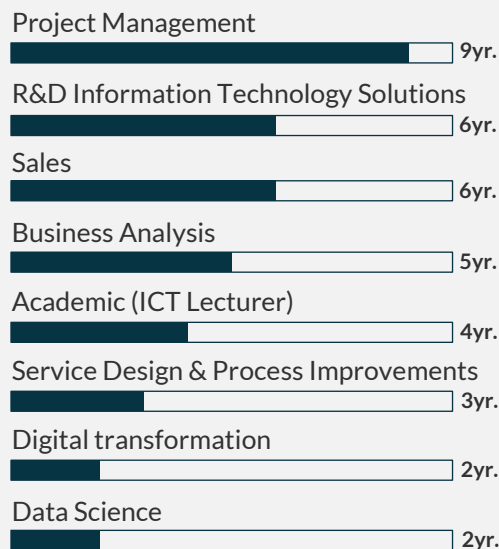 Project Management
9yr.
R&D Information Technology Solutions
6yr.
Sales
6yr.
Business Analysis
5yr.
Academic (ICT Lecturer)
4yr.
Service Design & Process Improvements
3yr.
Digital transformation
2yr.
Data Science
2yr.